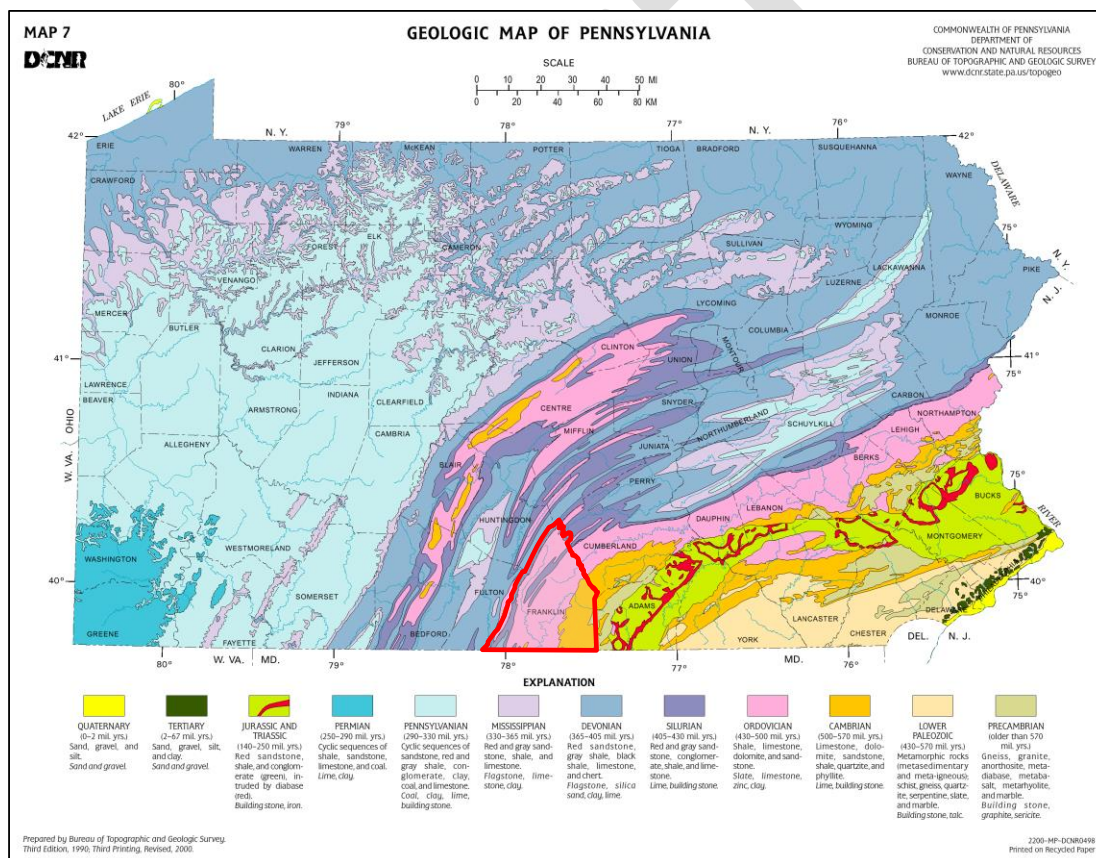 MAP 7
DCNR
GEOLOGIC MAP OF PENNSYLVANIA
COMMONWEALTH OF PENNSYLVANIA
DEPARTMENT OF
CONSERVATION AND NATURAL RESOURCES
BUREAU OF TOPOGRAPHIC AND GEOLOGIC SURVEY
www.dcnr.state.pa.us/topogeo
SCALE
0 10 20 30 40 50 MI
0 20 40 60 80 KM
LAKE ERIE
80°
42°
N. Y.
79°
78°
77°
N. Y.
76°
42°
ERIE
WARREN
McKEAN
POTTER
TIOGA
BRADFORD
SUSQUEHANNA
WAYNE
DELAWARE
CRAWFORD
FOREST
ELK
CAMERON
SULLIVAN
WYOMING
LACKAWANNA
75°
PIKE
N. Y.
N. J.
VENANGO
MERCER
BUTLER
CLARION
JEFFERSON
LYCOMING
LUZERNE
COLUMBIA
MONROE
CLINTON
UNION
MONTOUR
41°
41°
75°
LAWRENCE
BEAVER
ARMSTRONG
INDIANA
CLEARFIELD
CENTRE
SNYDER
NORTHUMBERLAND
CARBON
NORTHAMPTON
OHIO
W. VA.
ALLEGHENY
CAMBRIA
MIFFLIN
JUNIATA
SCHUYLKILL
LEHIGH
BLAIR
PERRY
BERKS
75°
BUCKS
HUNTINGDON
DAUPHIN
LEBANON
RIVER
WASHINGTON
WESTMORELAND
CUMBERLAND
MONTGOMERY
40°
SOMERSET
FULTON
FRANKLIN
ADAMS
LANCASTER
DELAWARE
40°
75°
GREENE
FAYETTE
BEDFORD
YORK
CHESTER
DEL.
N. J.
80°
W. VA.
MD.
79°
78°
77°
MD.
76°
EXPLANATION
QUATERNARY
(0–2 mil. yrs.)
Sand, gravel, and
silt.
Sand and gravel.
TERTIARY
(2–67 mil. yrs.)
Sand, gravel, silt,
and clay.
Sand and gravel.
JURASSIC AND
TRIASSIC
(140–250 mil. yrs.)
Red sandstone,
shale, and conglom-
erate (green), in-
truded by diabase
(red).
Building stone, iron.
PERMIAN
(250–290 mil. yrs.)
Cyclic sequences of
sandstone, shale,
limestone, and coal.
Lime, clay.
PENNSYLVANIAN
(290–330 mil. yrs.)
Cyclic sequences of
sandstone, red and
gray shale, con-
glomerate, clay,
coal, and limestone.
Coal, clay, lime,
building stone.
MISSISSIPPIAN
(330–365 mil. yrs.)
Red and gray sand-
stone, shale, and
limestone.
Flagstone, lime-
stone, clay.
DEVONIAN
(365–405 mil. yrs.)
Red sandstone,
gray shale, black
shale, limestone,
and chert.
Flagstone, silica
sand, clay, lime.
SILURIAN
(405–430 mil. yrs.)
Red and gray sand-
stone, conglomer-
ate, shale, and lime-
stone.
Lime, building stone.
ORDOVICIAN
(430–500 mil. yrs.)
Shale, limestone,
dolomite, and sand-
stone.
Slate, limestone,
zinc, clay.
CAMBRIAN
(500–570 mil. yrs.)
Limestone, dolo-
mite, sandstone,
shale, quartzite, and
phyllite.
Lime, building stone.
LOWER
PALEOZOIC
(430–570 mil. yrs.)
Metamorphic rocks
(metasedimentary
and meta-igneous);
schist, gneiss, quartz-
ite, serpentine, slate,
and marble.
Building stone, talc.
PRECAMBRIAN
(older than 570
mil. yrs.)
Gneiss, granite,
anorthosite, meta-
diabase, metaba-
salt, metarhyolite,
and marble.
Building stone,
graphite, sericite.
Prepared by Bureau of Topographic and Geologic Survey.
Third Edition, 1990; Third Printing, Revised, 2000.
2200–MP–DCNR0498
Printed on Recycled Paper